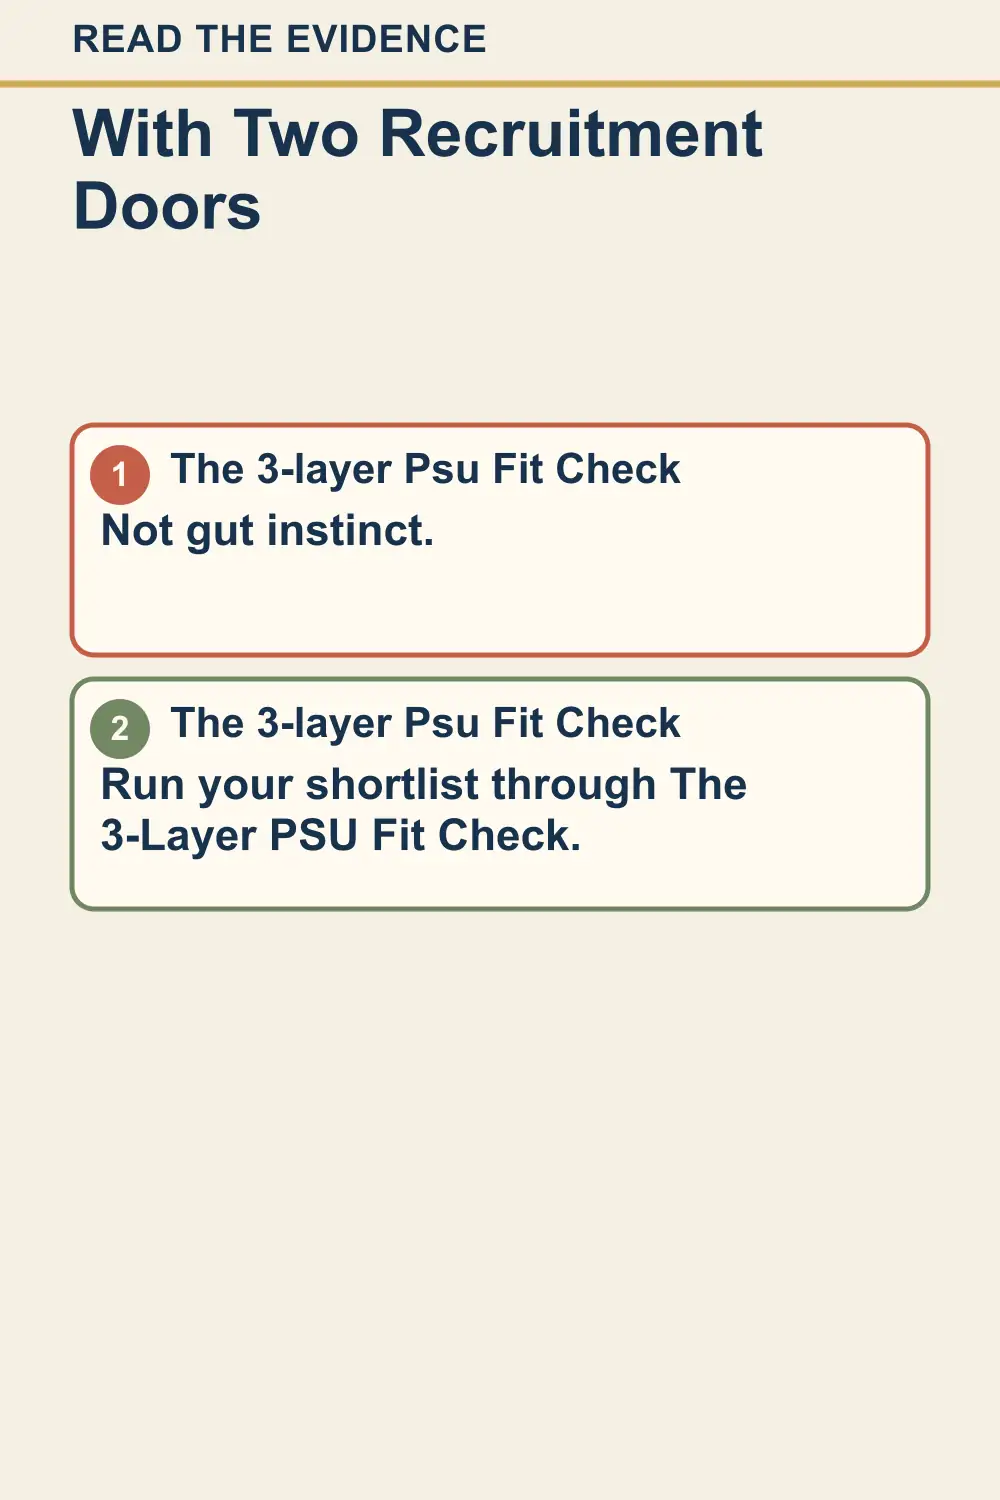 READ THE EVIDENCE
With Two Recruitment
Doors
1 The 3-layer Psu Fit Check
Not gut instinct.
2 The 3-layer Psu Fit Check
Run your shortlist through The
3-Layer PSU Fit Check.